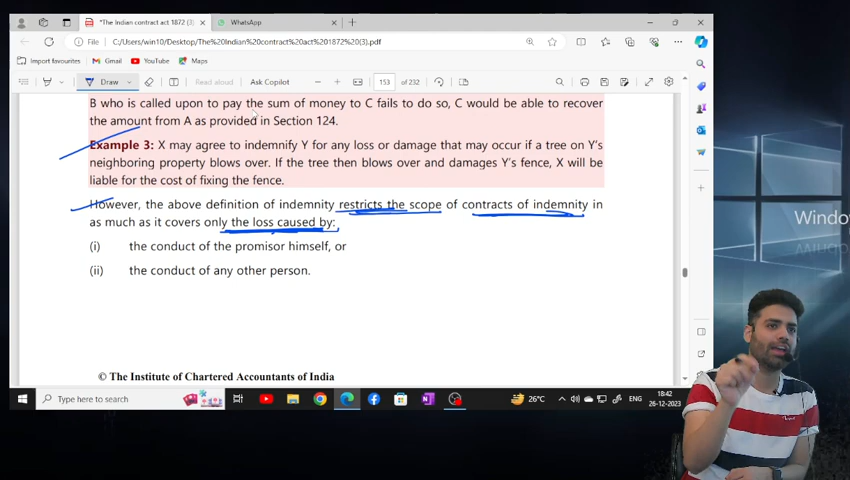 *The Indian contract act 1872 (3).
WhatsApp
File
C:/Users/win10/Desktop/The%20Indian%20contract%20act%201872%20(3).pdf
Import favourites
Gmail
YouTube
Maps
Draw
Read aloud
Ask Copilot
153
of 232
B who is called upon to pay the sum of money to C fails to do so, C would be able to recover
the amount from A as provided in Section 124.
Example 3: X may agree to indemnify Y for any loss or damage that may occur if a tree on Y's
neighboring property blows over. If the tree then blows over and damages Y's fence, X will be
liable for the cost of fixing the fence.
However, the above definition of indemnity restricts the scope of contracts of indemnity in
as much as it covers only the loss caused by:
(i) the conduct of the promisor himself, or
(ii) the conduct of any other person.
© The Institute of Chartered Accountants of India
Type here to search
26°C
ENG
18:42
26-12-2023
Window